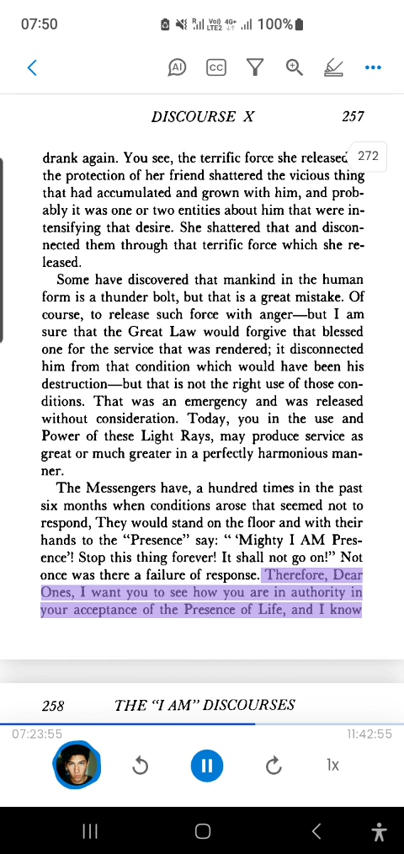 07:50
R Voi) 4G+
LTE2
100%
AI
CC
DISCOURSE X 257
272
drank again. You see, the terrific force she released
the protection of her friend shattered the vicious thing
that had accumulated and grown with him, and prob-
ably it was one or two entities about him that were in-
tensifying that desire. She shattered that and discon-
nected them through that terrific force which she re-
leased.
Some have discovered that mankind in the human
form is a thunder bolt, but that is a great mistake. Of
course, to release such force with anger—but I am
sure that the Great Law would forgive that blessed
one for the service that was rendered; it disconnected
him from that condition which would have been his
destruction—but that is not the right use of those con-
ditions. That was an emergency and was released
without consideration. Today, you in the use and
Power of these Light Rays, may produce service as
great or much greater in a perfectly harmonious man-
ner.
The Messengers have, a hundred times in the past
six months when conditions arose that seemed not to
respond, They would stand on the floor and with their
hands to the “Presence” say: “ ‘Mighty I AM Pres-
ence’! Stop this thing forever! It shall not go on!” Not
once was there a failure of response. Therefore, Dear
Ones, I want you to see how you are in authority in
your acceptance of the Presence of Life, and I know
258 THE “I AM” DISCOURSES
07:23:55 11:42:55
1x